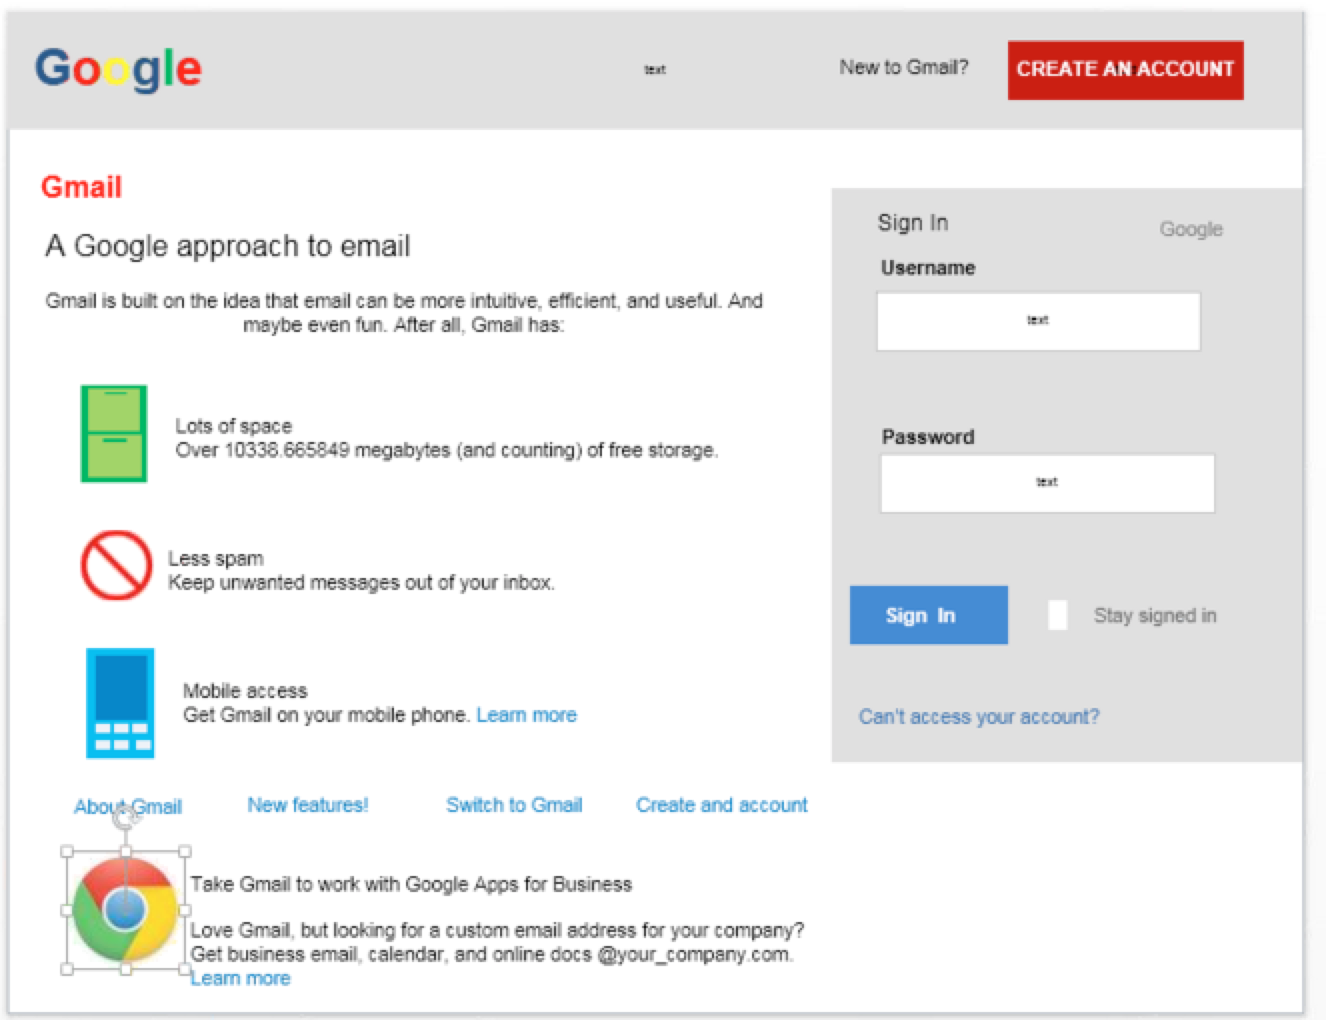 Google
text
New to Gmail?
CREATE AN ACCOUNT
Gmail
A Google approach to email
Gmail is built on the idea that email can be more intuitive, efficient, and useful. And
maybe even fun. After all, Gmail has:
Lots of space
Over 10338.665849 megabytes (and counting) of free storage.
Less spam
Keep unwanted messages out of your inbox.
Mobile access
Get Gmail on your mobile phone. Learn more
About Gmail
New features!
Switch to Gmail
Create and account
Take Gmail to work with Google Apps for Business
Love Gmail, but looking for a custom email address for your company?
Get business email, calendar, and online docs @your_company.com.
Learn more
Sign In
Google
Username
text
Password
text
Sign In
Stay signed in
Can't access your account?